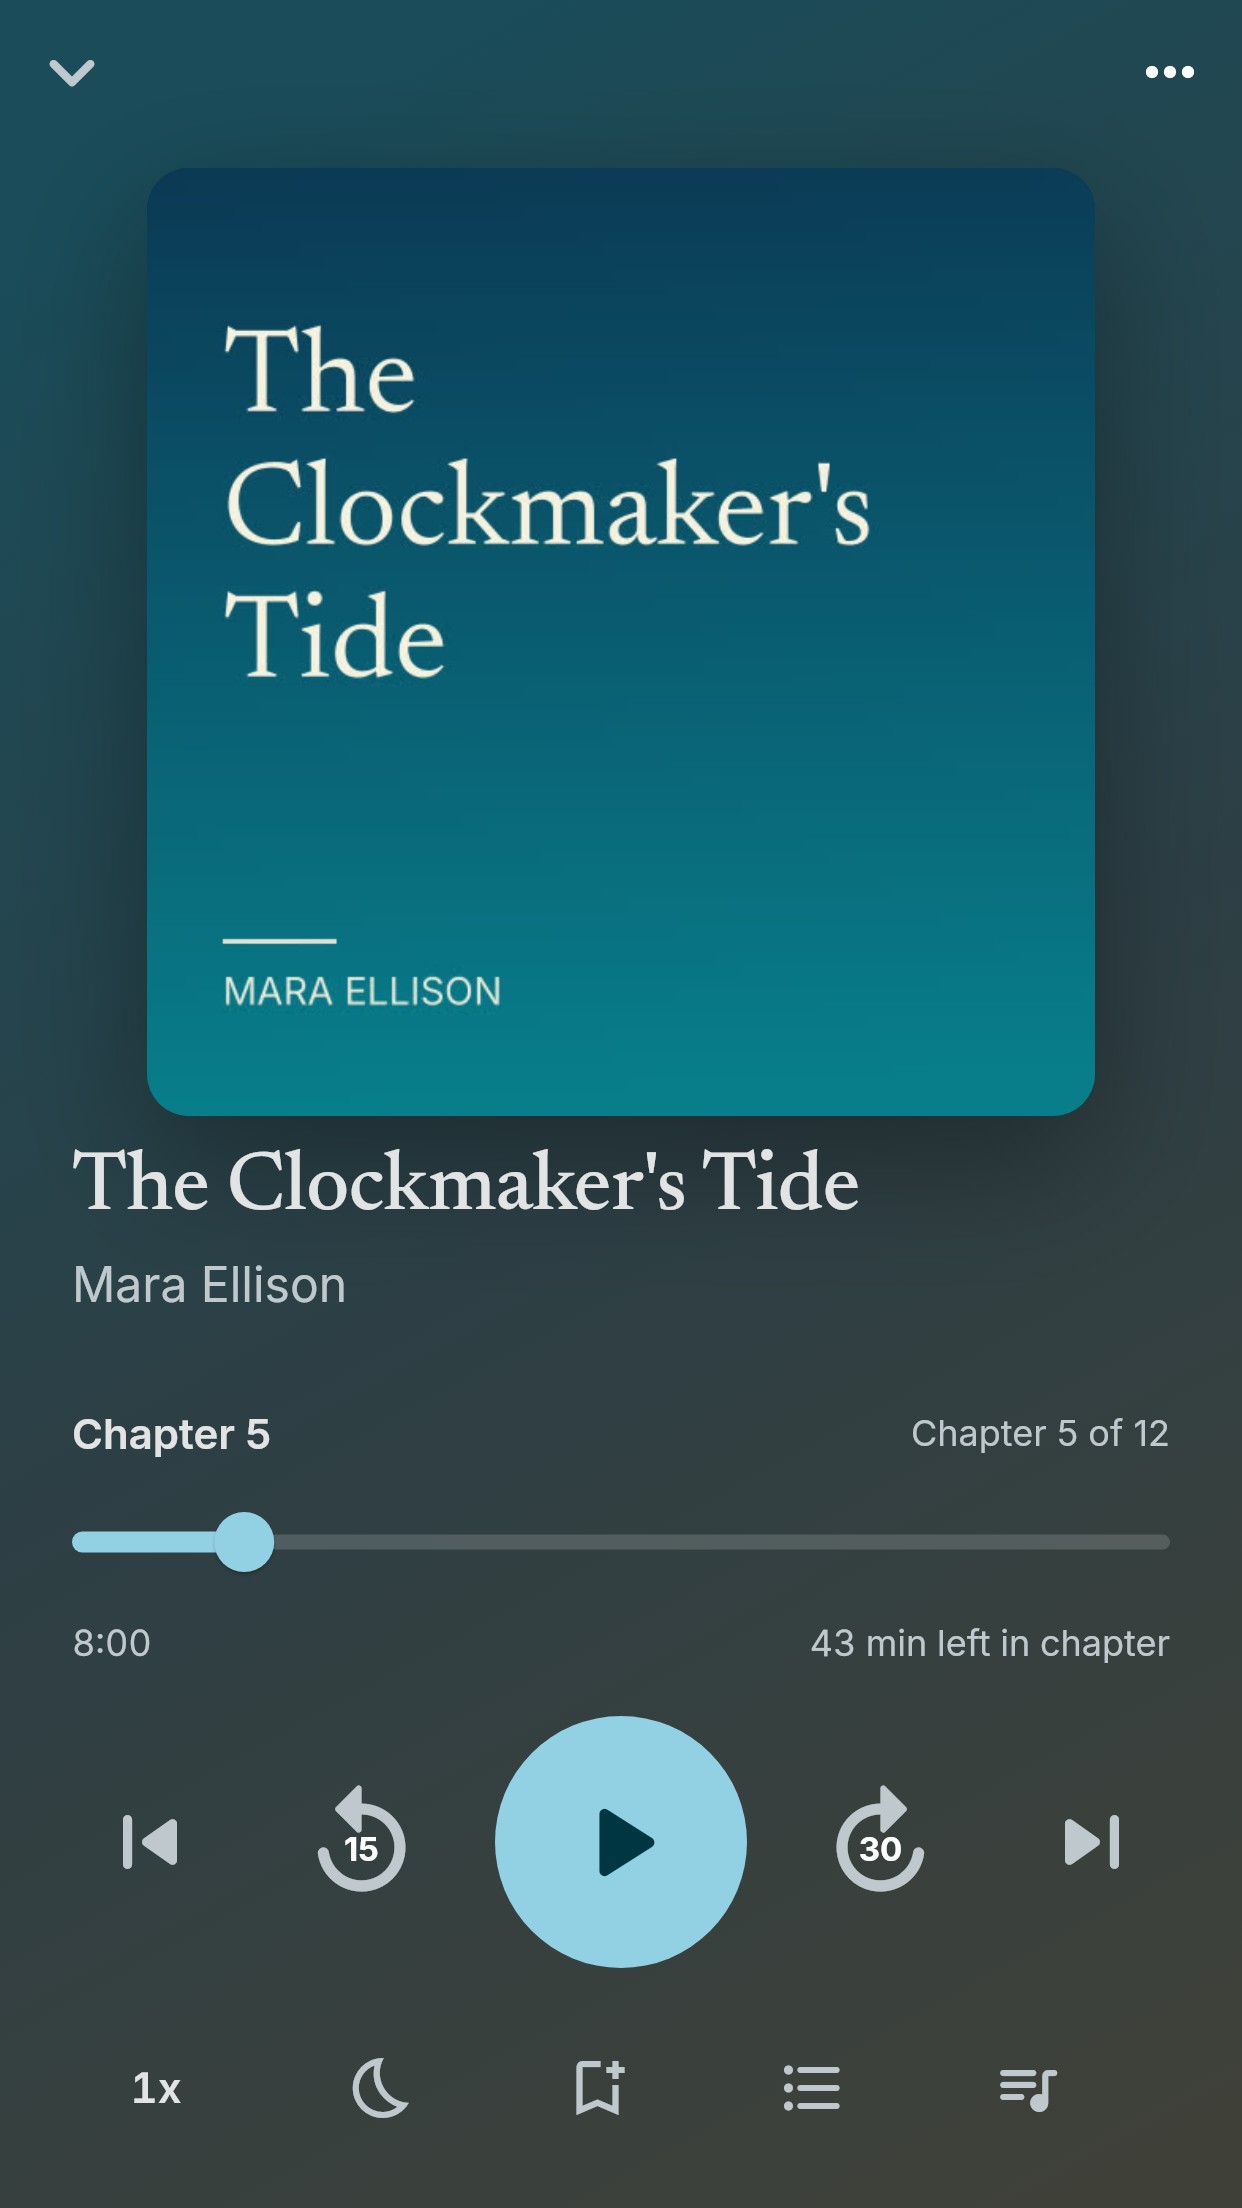 The
Clockmaker's
Tide
MARA ELLISON
The Clockmaker's Tide
Mara Ellison
Chapter 5
Chapter 5 of 12
8:00
43 min left in chapter
15
30
1x